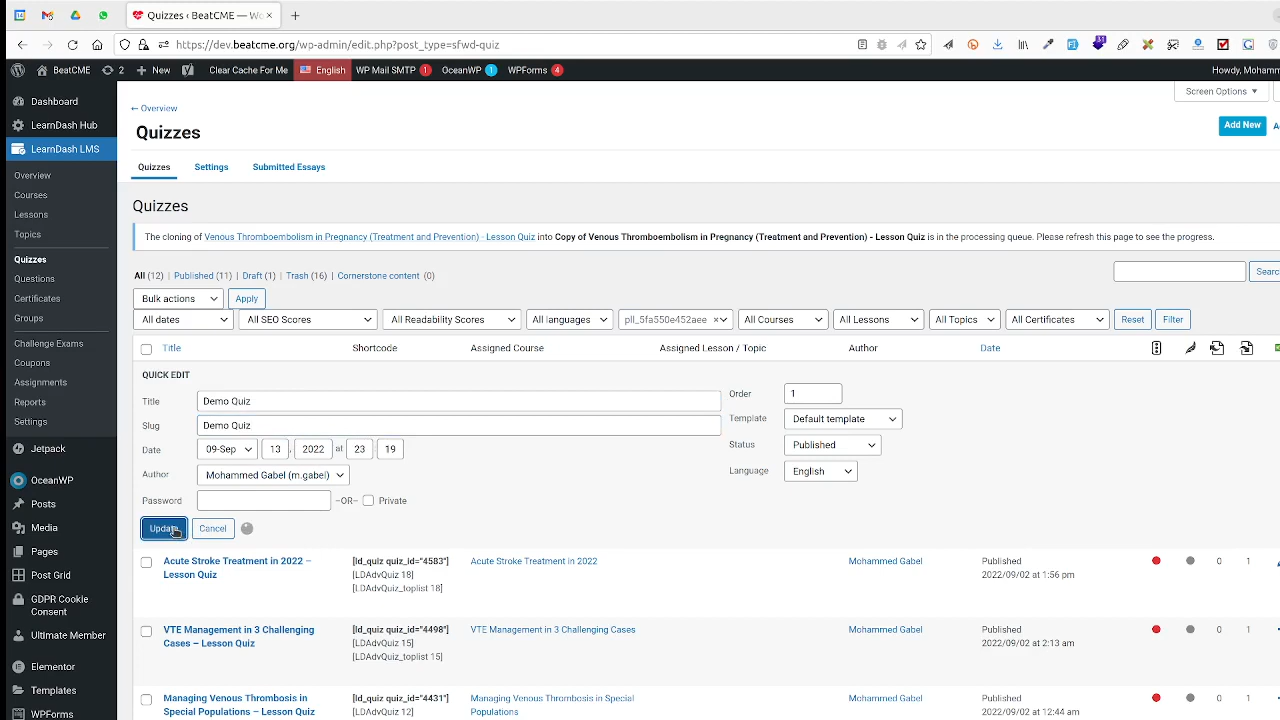 Quizzes ‹ BeatCME — Wo
https://dev.beatcme.org/wp-admin/edit.php?post_type=sfwd-quiz
31
BeatCME 2 New Clear Cache For Me English WP Mail SMTP 1 OceanWP 1 WPForms 4 Howdy, Mohamm
Dashboard
LearnDash Hub
LearnDash LMS
Overview
Courses
Lessons
Topics
Quizzes
Questions
Certificates
Groups
Challenge Exams
Coupons
Assignments
Reports
Settings
Jetpack
OceanWP
Posts
Media
Pages
Post Grid
GDPR Cookie
Consent
Ultimate Member
Elementor
Templates
WPForms
Screen Options
← Overview
Quizzes
Add New
Quizzes Settings Submitted Essays
Quizzes
The cloning of Venous Thromboembolism in Pregnancy (Treatment and Prevention) - Lesson Quiz into Copy of Venous Thromboembolism in Pregnancy (Treatment and Prevention) - Lesson Quiz is in the processing queue. Please refresh this page to see the progress.
All (12) | Published (11) | Draft (1) | Trash (16) | Cornerstone content (0)
Searc
Bulk actions Apply
All dates All SEO Scores All Readability Scores All languages pll_5fa550e452aee × All Courses All Lessons All Topics All Certificates Reset Filter
Title Shortcode Assigned Course Assigned Lesson / Topic Author Date
QUICK EDIT
Title Demo Quiz
Slug Demo Quiz
Date 09-Sep 13 , 2022 at 23 19
Author Mohammed Gabel (m.gabel)
Password –OR– Private
Order 1
Template Default template
Status Published
Language English
Update Cancel
Acute Stroke Treatment in 2022 –
Lesson Quiz
[ld_quiz quiz_id="4583"]
[LDAdvQuiz 18]
[LDAdvQuiz_toplist 18]
Acute Stroke Treatment in 2022
Mohammed Gabel
Published
2022/09/02 at 1:56 pm
0 1
VTE Management in 3 Challenging
Cases – Lesson Quiz
[ld_quiz quiz_id="4498"]
[LDAdvQuiz 15]
[LDAdvQuiz_toplist 15]
VTE Management in 3 Challenging Cases
Mohammed Gabel
Published
2022/09/02 at 2:13 am
0 1
Managing Venous Thrombosis in
Special Populations – Lesson Quiz
[ld_quiz quiz_id="4431"]
[LDAdvQuiz 12]
Managing Venous Thrombosis in Special
Populations
Mohammed Gabel
Published
2022/09/02 at 12:44 am
0 1